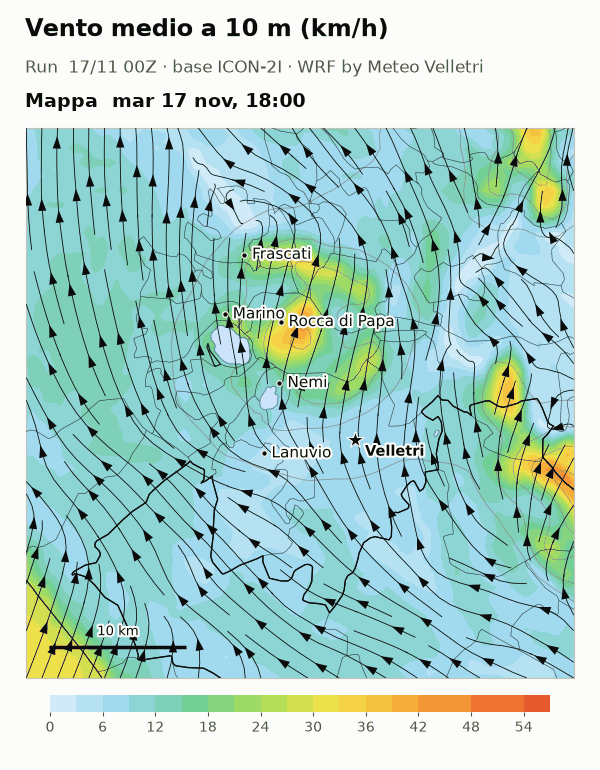 Vento medio a 10 m (km/h)
Run  17/11 00Z · base ICON-2I · WRF by Meteo Velletri
Mappa  mar 17 nov, 18:00
Frascati
Marino
Rocca di Papa
Nemi
Velletri
Lanuvio
10 km
0 6 12 18 24 30 36 42 48 54